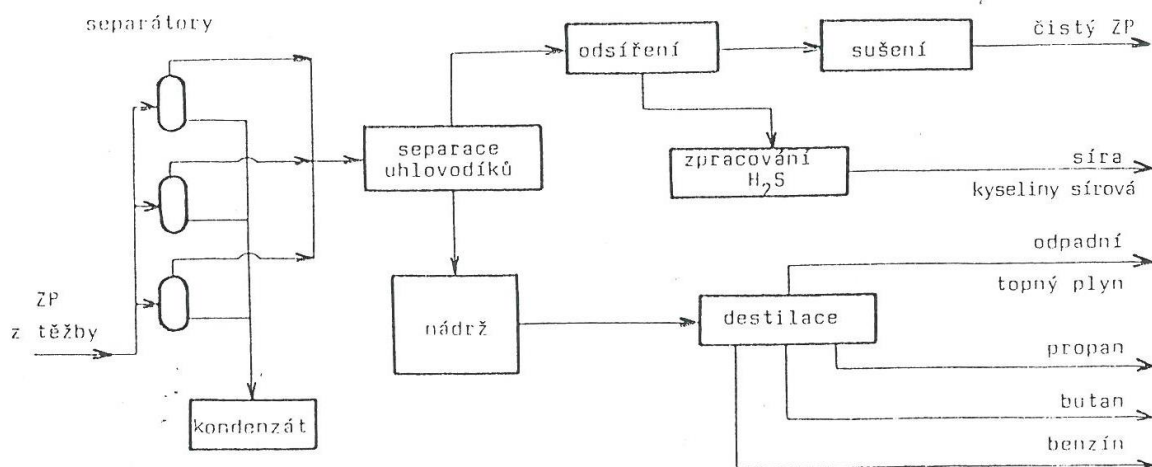 separátory
odsíření
sušení
čistý ZP
separace
uhlovodíků
zpracování
H2S
síra
kyseliny sírová
ZP
z těžby
nádrž
destilace
odpadní
topný plyn
propan
butan
benzín
kondenzát